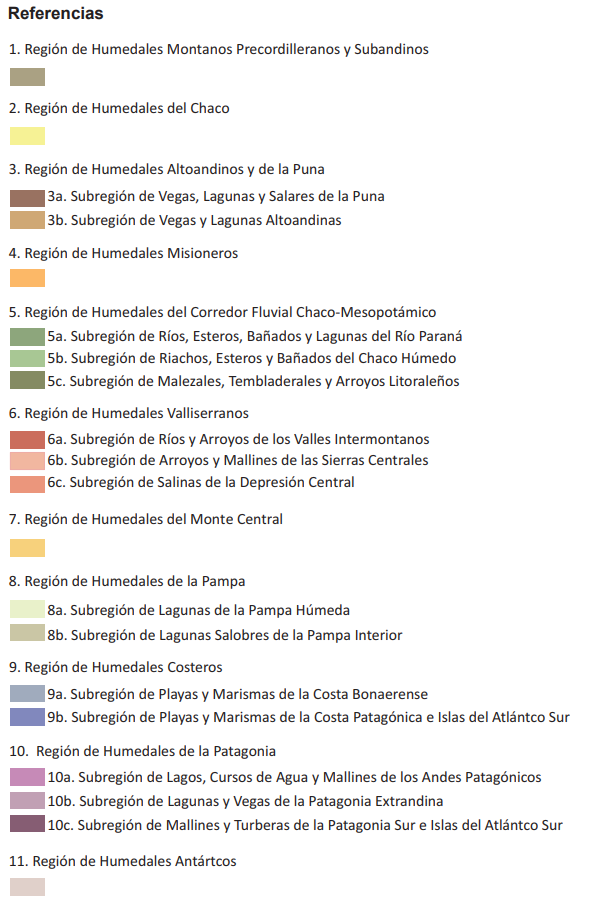 Referencias
1. Región de Humedales Montanos Precordilleranos y Subandinos
2. Región de Humedales del Chaco
3. Región de Humedales Altoandinos y de la Puna
3a. Subregión de Vegas, Lagunas y Salares de la Puna
3b. Subregión de Vegas y Lagunas Altoandinas
4. Región de Humedales Misioneros
5. Región de Humedales del Corredor Fluvial Chaco-Mesopotámico
5a. Subregión de Ríos, Esteros, Bañados y Lagunas del Río Paraná
5b. Subregión de Riachos, Esteros y Bañados del Chaco Húmedo
5c. Subregión de Malezales, Tembladerales y Arroyos Litoraleños
6. Región de Humedales Valliserranos
6a. Subregión de Ríos y Arroyos de los Valles Intermontanos
6b. Subregión de Arroyos y Mallines de las Sierras Centrales
6c. Subregión de Salinas de la Depresión Central
7. Región de Humedales del Monte Central
8. Región de Humedales de la Pampa
8a. Subregión de Lagunas de la Pampa Húmeda
8b. Subregión de Lagunas Salobres de la Pampa Interior
9. Región de Humedales Costeros
9a. Subregión de Playas y Marismas de la Costa Bonaerense
9b. Subregión de Playas y Marismas de la Costa Patagónica e Islas del Atlántco Sur
10. Región de Humedales de la Patagonia
10a. Subregión de Lagos, Cursos de Agua y Mallines de los Andes Patagónicos
10b. Subregión de Lagunas y Vegas de la Patagonia Extrandina
10c. Subregión de Mallines y Turberas de la Patagonia Sur e Islas del Atlántco Sur
11. Región de Humedales Antártcos